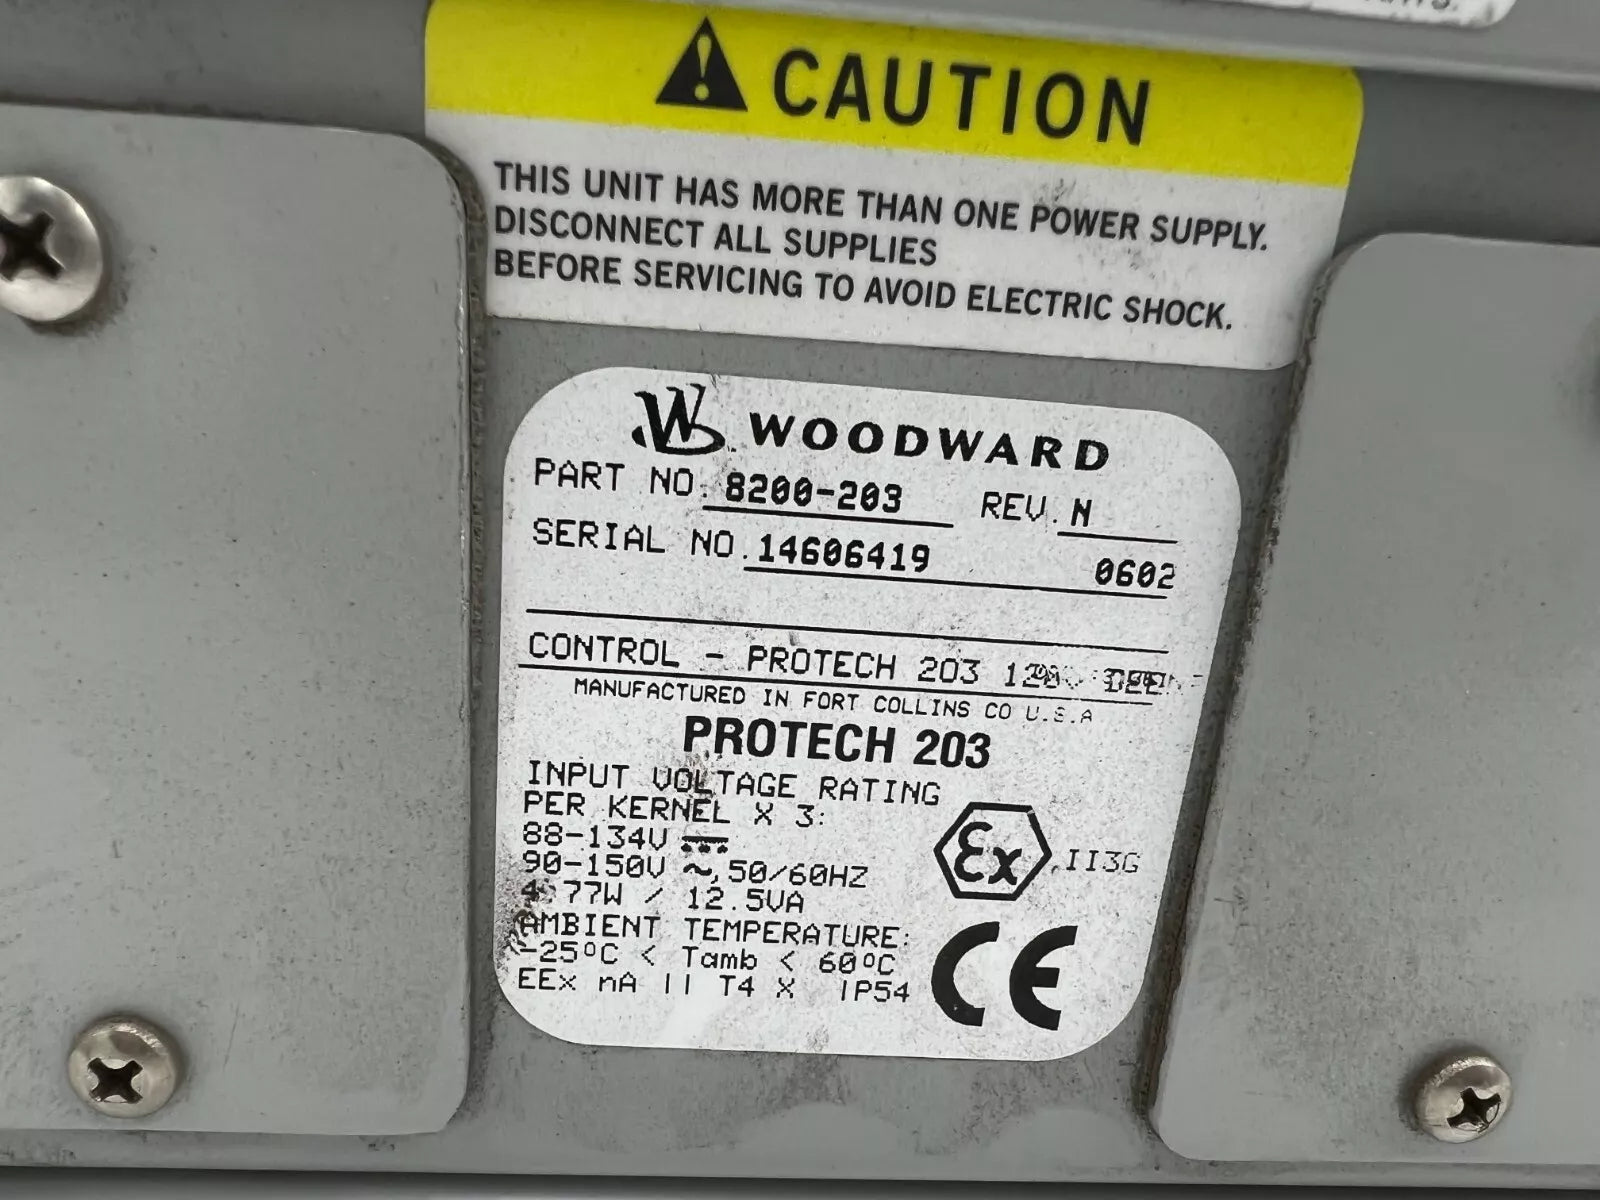 CAUTION
THIS UNIT HAS MORE THAN ONE POWER SUPPLY.
DISCONNECT ALL SUPPLIES
BEFORE SERVICING TO AVOID ELECTRIC SHOCK.
WOODWARD
PART NO. 8200-203 REV. N
SERIAL NO. 14606419 0602
CONTROL - PROTECH 203
MANUFACTURED IN FORT COLLINS CO U.S.A
PROTECH 203
INPUT VOLTAGE RATING
PER KERNEL X 3:
88-134V ⎓
90-150V ~, 50/60HZ
77W / 12.5VA
Ex II3G
AMBIENT TEMPERATURE:
-25°C < Tamb < 60°C
EEx nA II T4 X IP54
CE